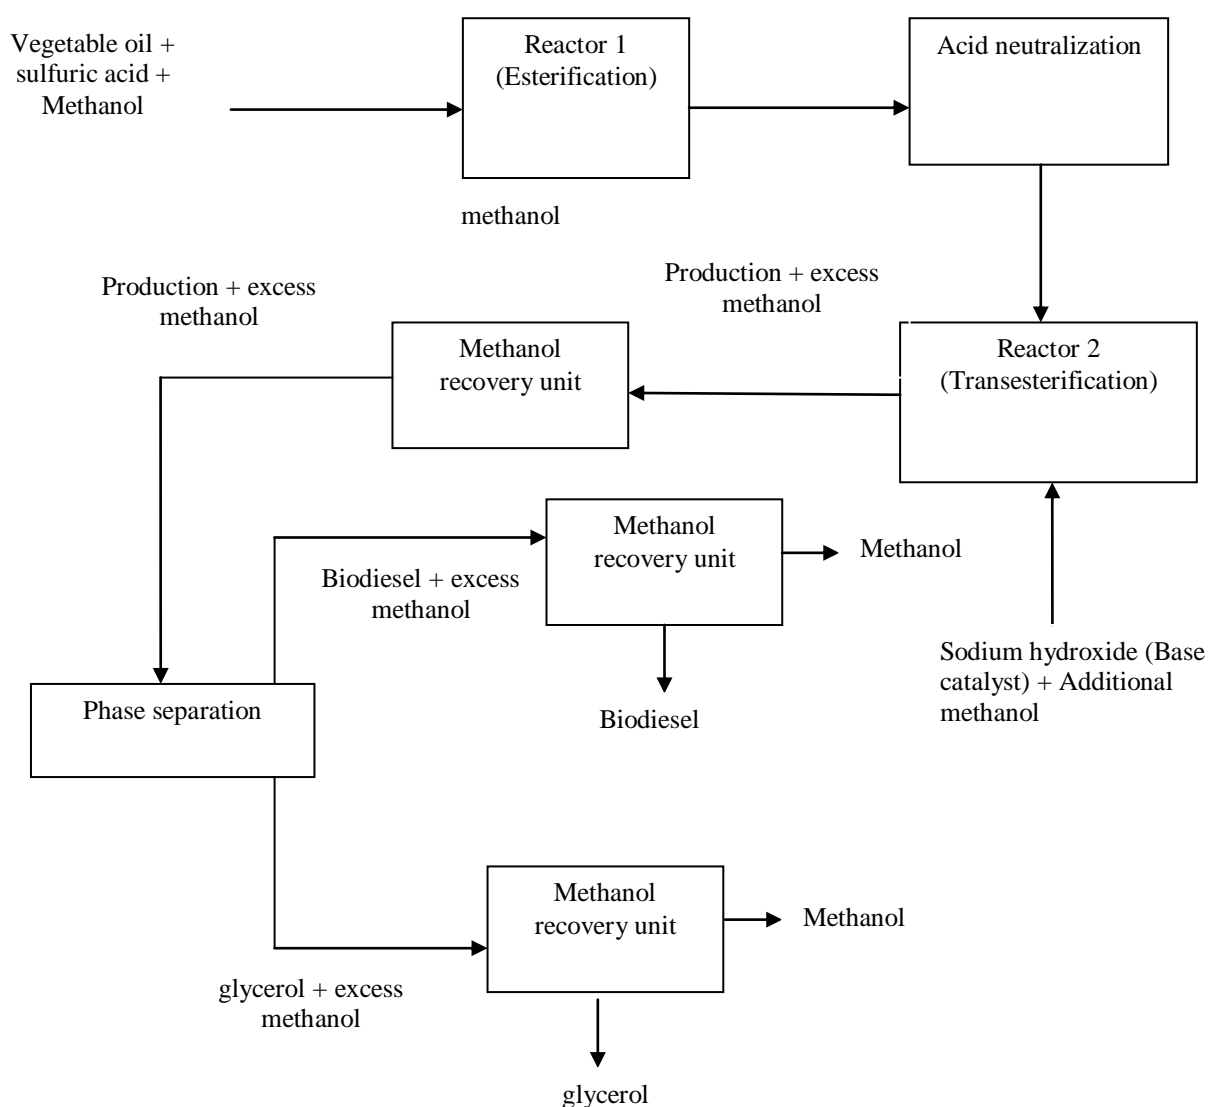 Vegetable oil +
sulfuric acid +
Methanol
Reactor 1
(Esterification)
Acid neutralization
methanol
Production + excess
methanol
Production + excess
methanol
Methanol
recovery unit
Reactor 2
(Transesterification)
Methanol
recovery unit
Methanol
Biodiesel + excess
methanol
Sodium hydroxide (Base
catalyst) + Additional
methanol
Phase separation
Biodiesel
Methanol
recovery unit
Methanol
glycerol + excess
methanol
glycerol